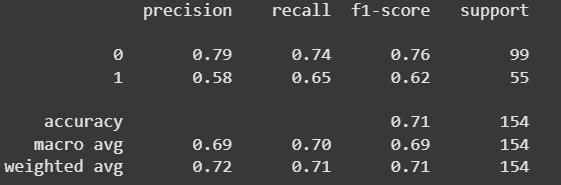 precision recall f1-score support
0 0.79 0.74 0.76 99
1 0.58 0.65 0.62 55
accuracy 0.71 154
macro avg 0.69 0.70 0.69 154
weighted avg 0.72 0.71 0.71 154